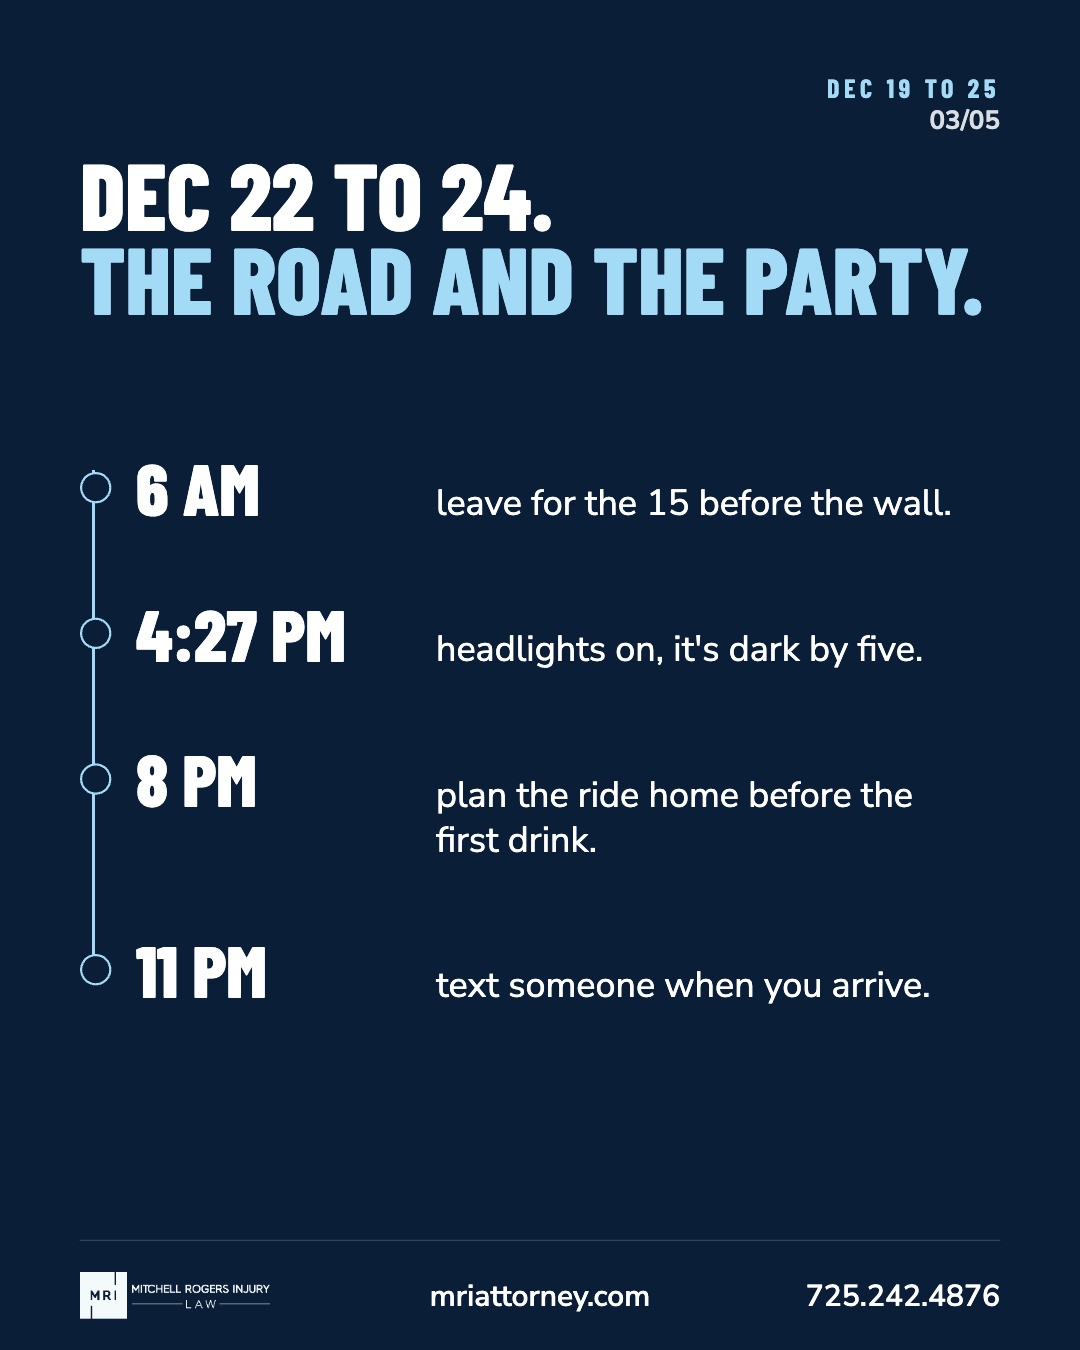 DEC 19 TO 25
03/05
DEC 22 TO 24.
THE ROAD AND THE PARTY.
6 AM
leave for the 15 before the wall.
4:27 PM
headlights on, it's dark by five.
8 PM
plan the ride home before the
first drink.
11 PM
text someone when you arrive.
MRI
MITCHELL ROGERS INJURY
LAW
mriattorney.com
725.242.4876